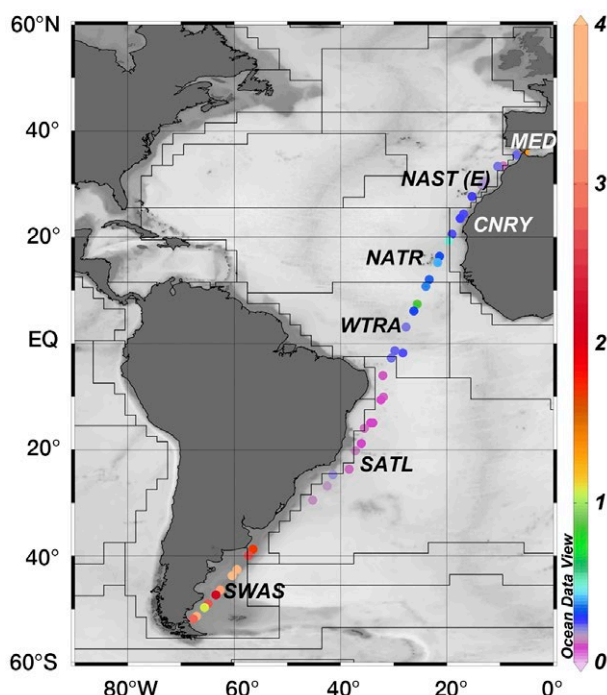 60°N
4
40°
MED
NAST (E)
3
CNRY
20°
NATR
WTRA
EQ
2
20°
SATL
1
40°
SWAS
Ocean Data View
60°S
0
80°W 60° 40° 20° 0°